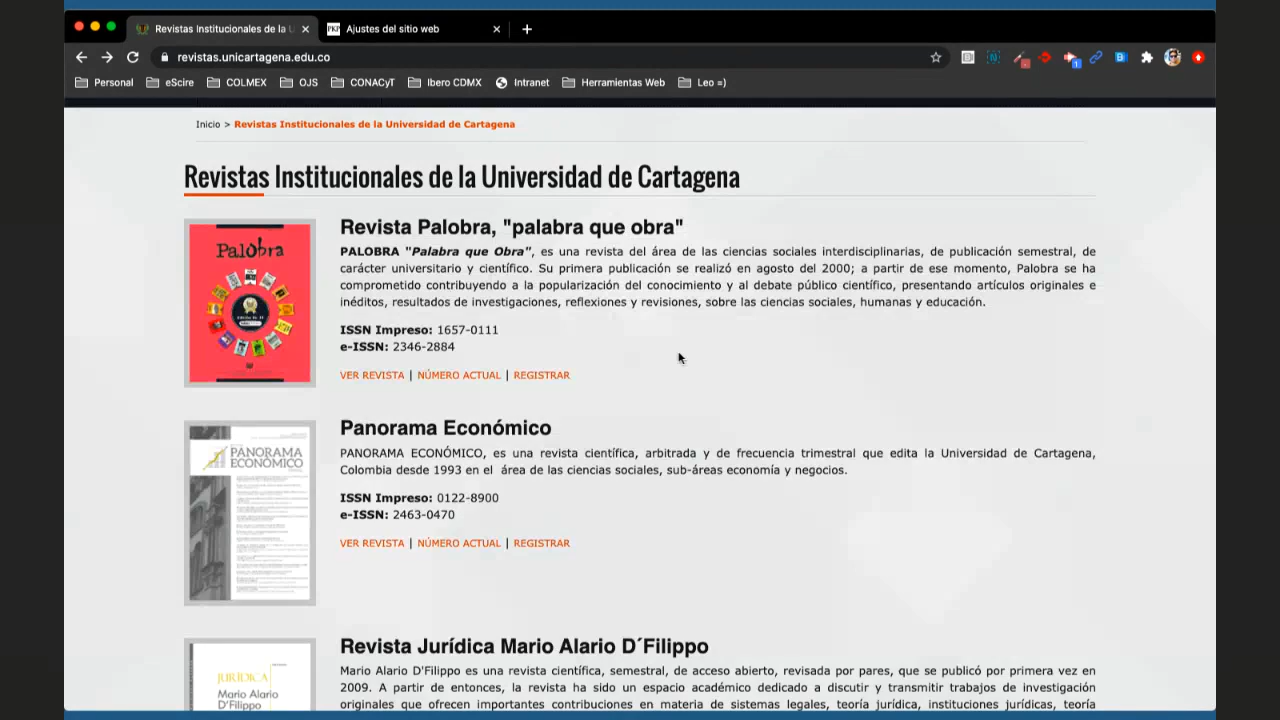 Revistas Institucionales de la U
PKP Ajustes del sitio web
revistas.unicartagena.edu.co
Personal eScire COLMEX OJS CONACyT Ibero CDMX Intranet Herramientas Web Leo =)
Inicio > Revistas Institucionales de la Universidad de Cartagena
Revistas Institucionales de la Universidad de Cartagena
Palobra
Revista Palobra, "palabra que obra"
PALOBRA "Palabra que Obra", es una revista del área de las ciencias sociales interdisciplinarias, de publicación semestral, de
carácter universitario y científico. Su primera publicación se realizó en agosto del 2000; a partir de ese momento, Palobra se ha
comprometido contribuyendo a la popularización del conocimiento y al debate público científico, presentando artículos originales e
inéditos, resultados de investigaciones, reflexiones y revisiones, sobre las ciencias sociales, humanas y educación.
ISSN Impreso: 1657-0111
e-ISSN: 2346-2884
VER REVISTA | NÚMERO ACTUAL | REGISTRAR
PANORAMA
ECONÓMICO
Panorama Económico
PANORAMA ECONÓMICO, es una revista científica, arbitrada y de frecuencia trimestral que edita la Universidad de Cartagena,
Colombia desde 1993 en el área de las ciencias sociales, sub-áreas economía y negocios.
ISSN Impreso: 0122-8900
e-ISSN: 2463-0470
VER REVISTA | NÚMERO ACTUAL | REGISTRAR
JURÍDICA
Mario Alario
D'Filippo
Revista Jurídica Mario Alario D´Filippo
Mario Alario D'Filippo es una revista científica, semestral, de acceso abierto, revisada por pares, que se publicó por primera vez en
2009. A partir de entonces, la revista ha sido un espacio académico dedicado a discutir y transmitir trabajos de investigación
originales que ofrecen importantes contribuciones en materia de sistemas legales, teoría jurídica, instituciones jurídicas, teoría